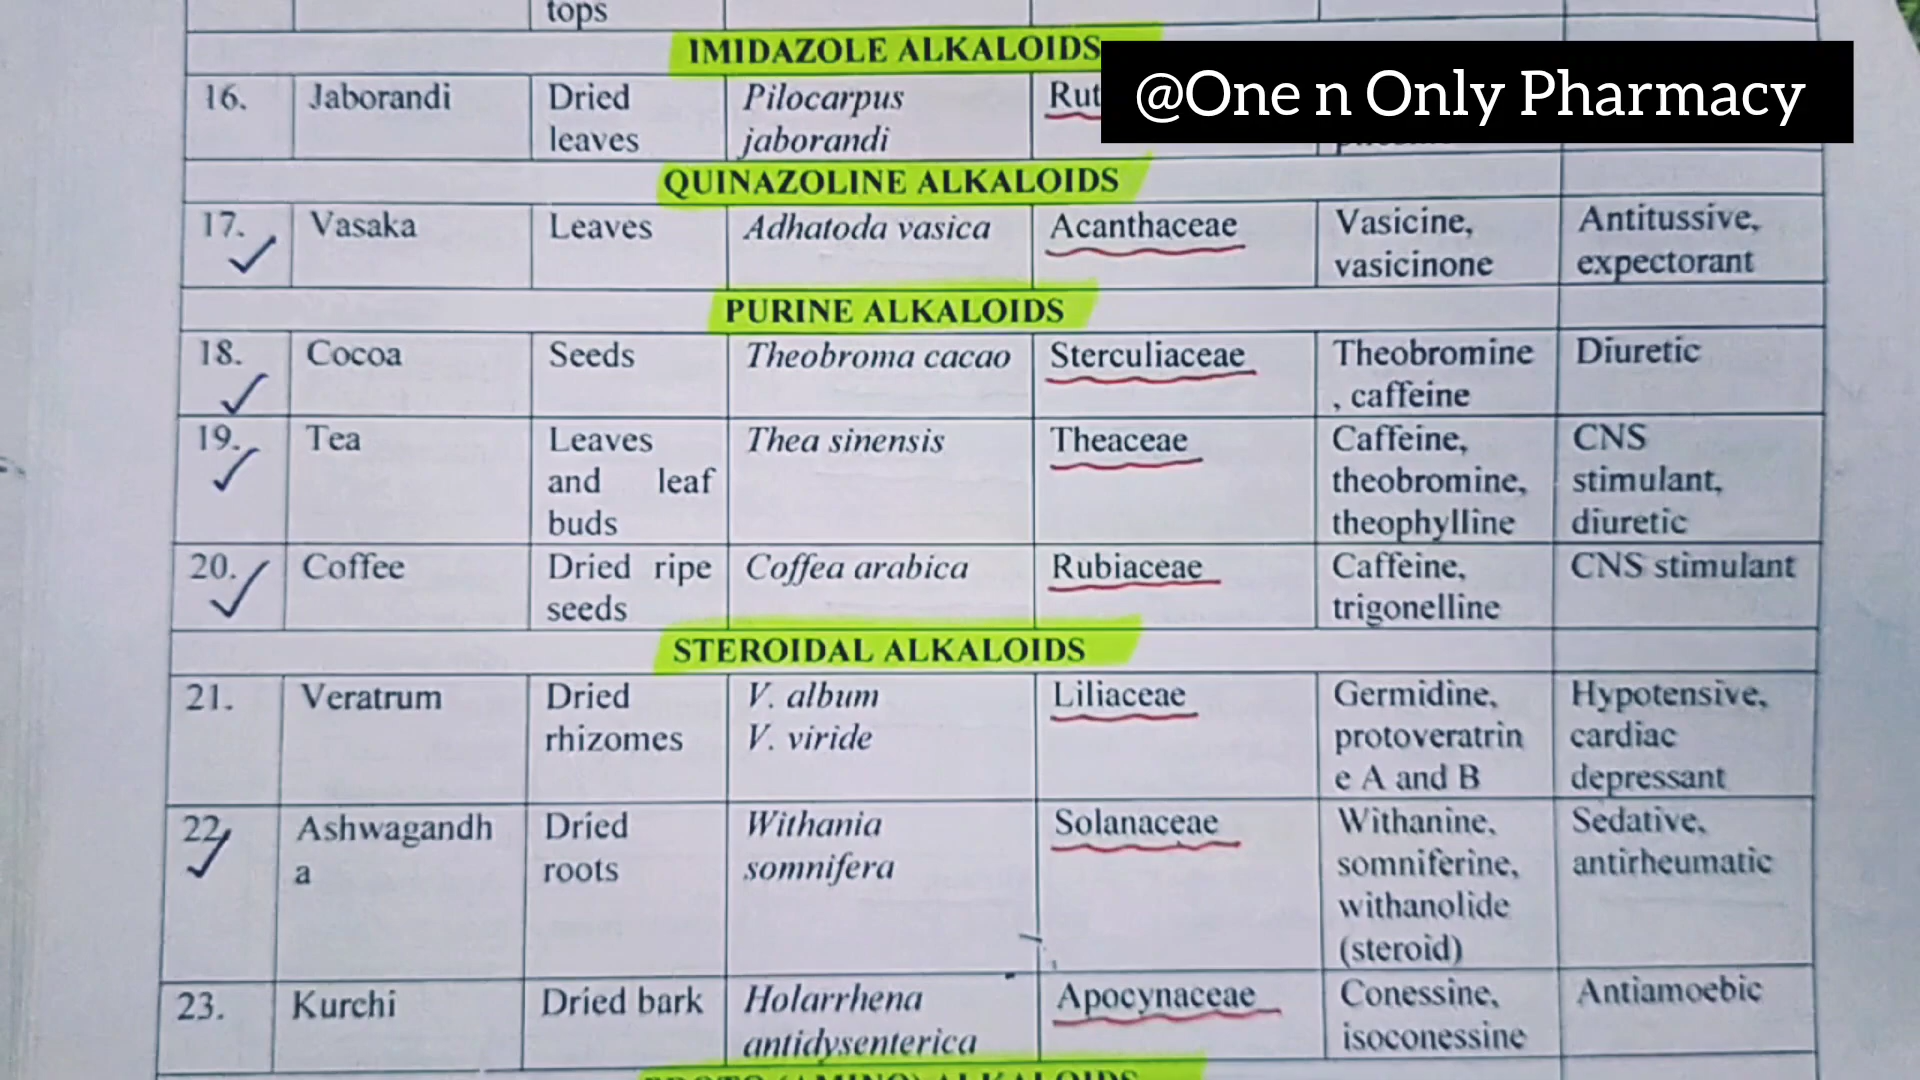 tops
IMIDAZOLE ALKALOIDS
@One n Only Pharmacy
16. Jaborandi Dried Pilocarpus
leaves jaborandi
QUINAZOLINE ALKALOIDS
17. Vasaka Leaves Adhatoda vasica Acanthaceae Vasicine, Antitussive,
vasicinone expectorant
PURINE ALKALOIDS
18. Cocoa Seeds Theobroma cacao Sterculiaceae Theobromine Diuretic
, caffeine
19. Tea Leaves Thea sinensis Theaceae Caffeine, CNS
and leaf theobromine, stimulant,
buds theophylline diuretic
20. Coffee Dried ripe Coffea arabica Rubiaceae Caffeine, CNS stimulant
seeds trigonelline
STEROIDAL ALKALOIDS
21. Veratrum Dried V. album Liliaceae Germidine, Hypotensive,
rhizomes V. viride protoveratrin cardiac
e A and B depressant
22. Ashwagandh Dried Withania Solanaceae Withanine, Sedative,
a roots somnifera somniferine, antirheumatic
withanolide
(steroid)
23. Kurchi Dried bark Holarrhena Apocynaceae Conessine, Antiamoebic
antidysenterica isoconessine